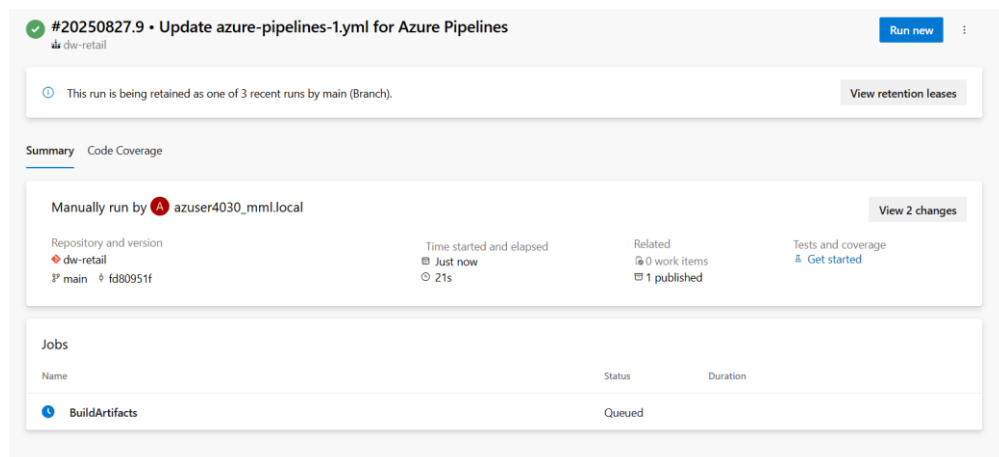 #20250827.9 • Update azure-pipelines-1.yml for Azure Pipelines
dw-retail
Run new
This run is being retained as one of 3 recent runs by main (Branch).
View retention leases
Summary Code Coverage
Manually run by A azuser4030_mml.local
View 2 changes
Repository and version
dw-retail
main fd80951f
Time started and elapsed
Just now
21s
Related
0 work items
1 published
Tests and coverage
Get started
Jobs
Name Status Duration
BuildArtifacts Queued